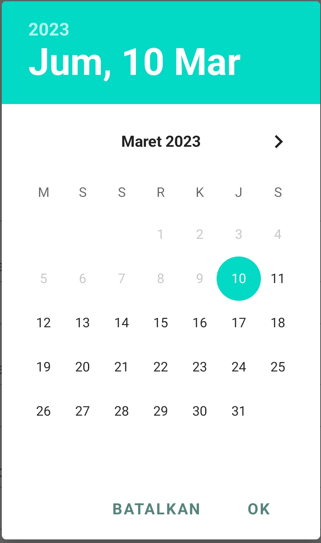 2023
Jum, 10 Mar
Maret 2023
M S S R K J S
1 2 3 4
5 6 7 8 9 10 11
12 13 14 15 16 17 18
19 20 21 22 23 24 25
26 27 28 29 30 31
BATALKAN OK